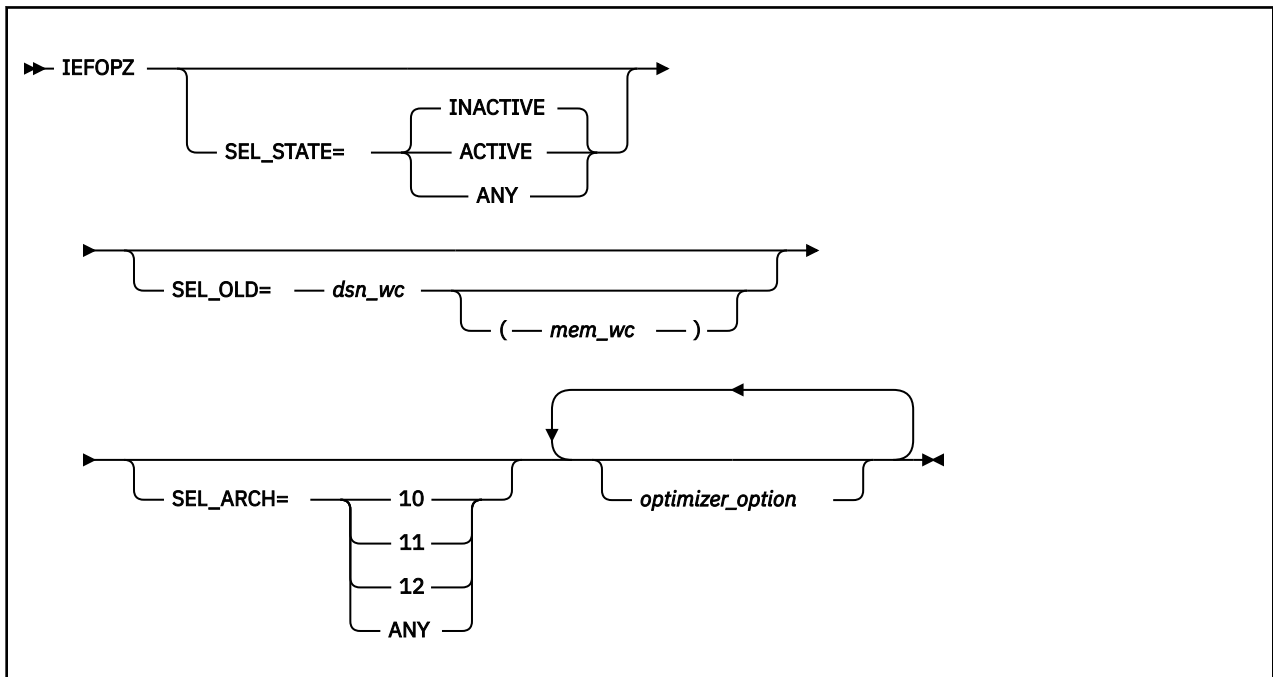 IEFOPZ
INACTIVE
SEL_STATE= ACTIVE
ANY
SEL_OLD= dsn_wc
( mem_wc )
SEL_ARCH= 10 optimizer_option
11
12
ANY